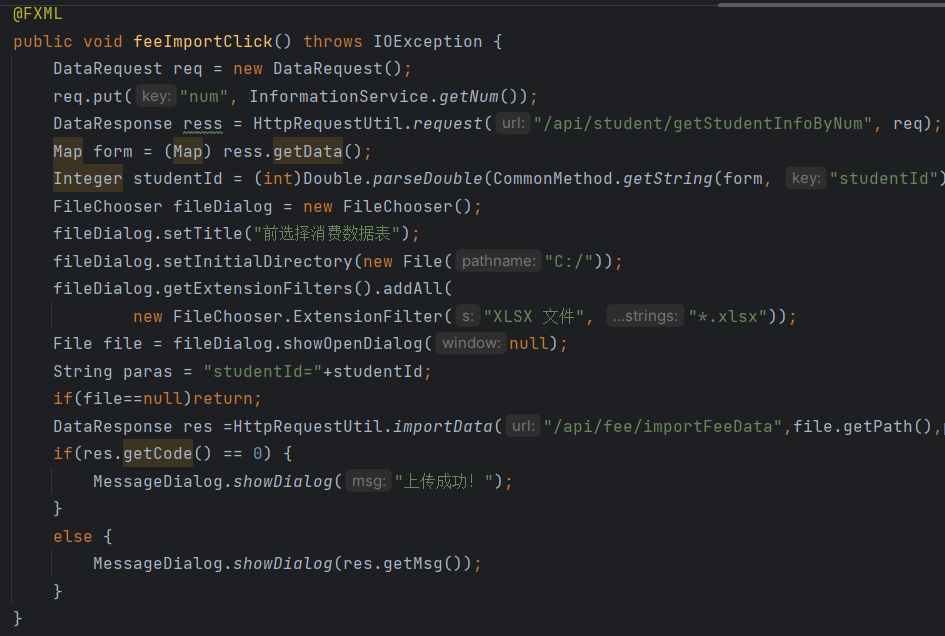 @FXML
public void feeImportClick() throws IOException {
DataRequest req = new DataRequest();
req.put( key: "num", InformationService.getNum());
DataResponse ress = HttpRequestUtil.request( url: "/api/student/getStudentInfoByNum", req);
Map form = (Map) ress.getData();
Integer studentId = (int)Double.parseDouble(CommonMethod.getString(form, key: "studentId")
FileChooser fileDialog = new FileChooser();
fileDialog.setTitle("前选择消费数据表");
fileDialog.setInitialDirectory(new File( pathname: "C:/"));
fileDialog.getExtensionFilters().addAll(
new FileChooser.ExtensionFilter( s: "XLSX 文件", ...strings: "*.xlsx"));
File file = fileDialog.showOpenDialog( window: null);
String paras = "studentId="+studentId;
if(file==null)return;
DataResponse res =HttpRequestUtil.importData( url: "/api/fee/importFeeData",file.getPath(),
if(res.getCode() == 0) {
MessageDialog.showDialog( msg: "上传成功！");
}
else {
MessageDialog.showDialog(res.getMsg());
}
}